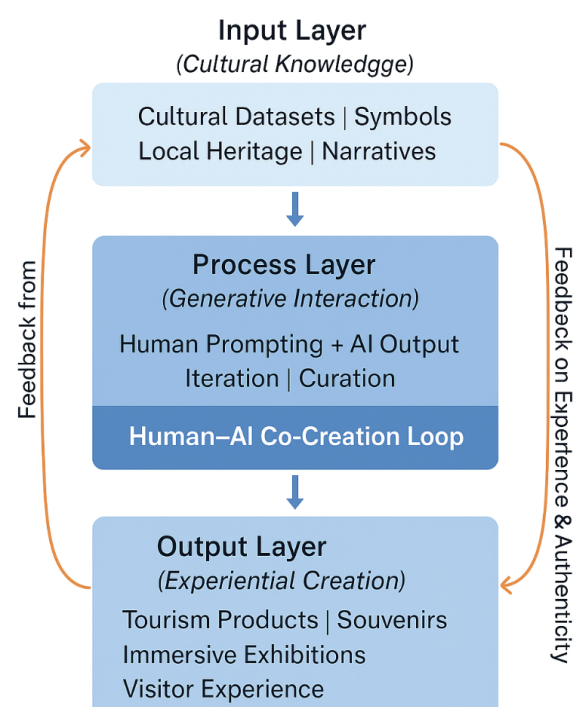 Input Layer
(Cultural Knowledgge)
Cultural Datasets | Symbols
Local Heritage | Narratives
Process Layer
(Generative Interaction)
Human Prompting + AI Output
Iteration | Curation
Human–AI Co-Creation Loop
Output Layer
(Experiential Creation)
Tourism Products | Souvenirs
Immersive Exhibitions
Visitor Experience
Feedback from
Feedback on Experfence & Authenticity